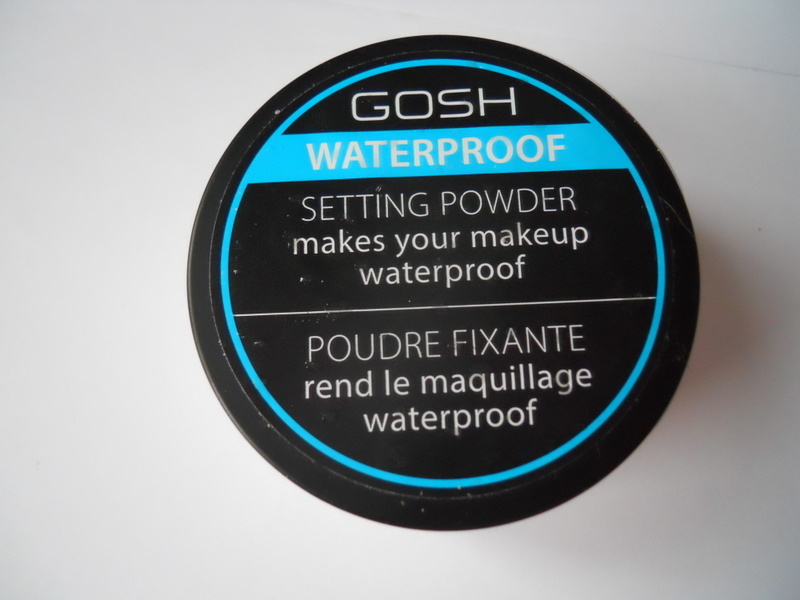 GOSH
WATERPROOF
SETTING POWDER
makes your makeup
waterproof
POUDRE FIXANTE
rend le maquillage
waterproof